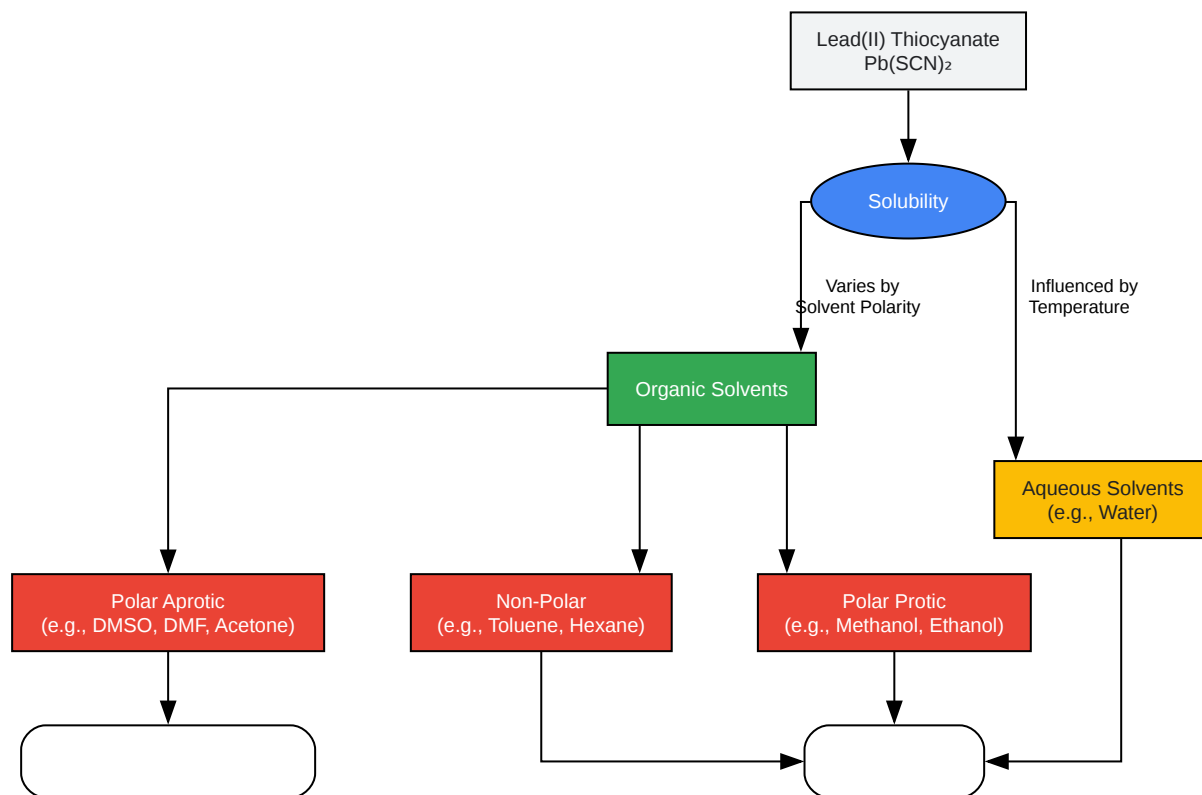 Lead(II) Thiocyanate
Pb(SCN)₂
Solubility
Varies by
Solvent Polarity
Influenced by
Temperature
Organic Solvents
Aqueous Solvents
(e.g., Water)
Polar Aprotic
(e.g., DMSO, DMF, Acetone)
Non-Polar
(e.g., Toluene, Hexane)
Polar Protic
(e.g., Methanol, Ethanol)